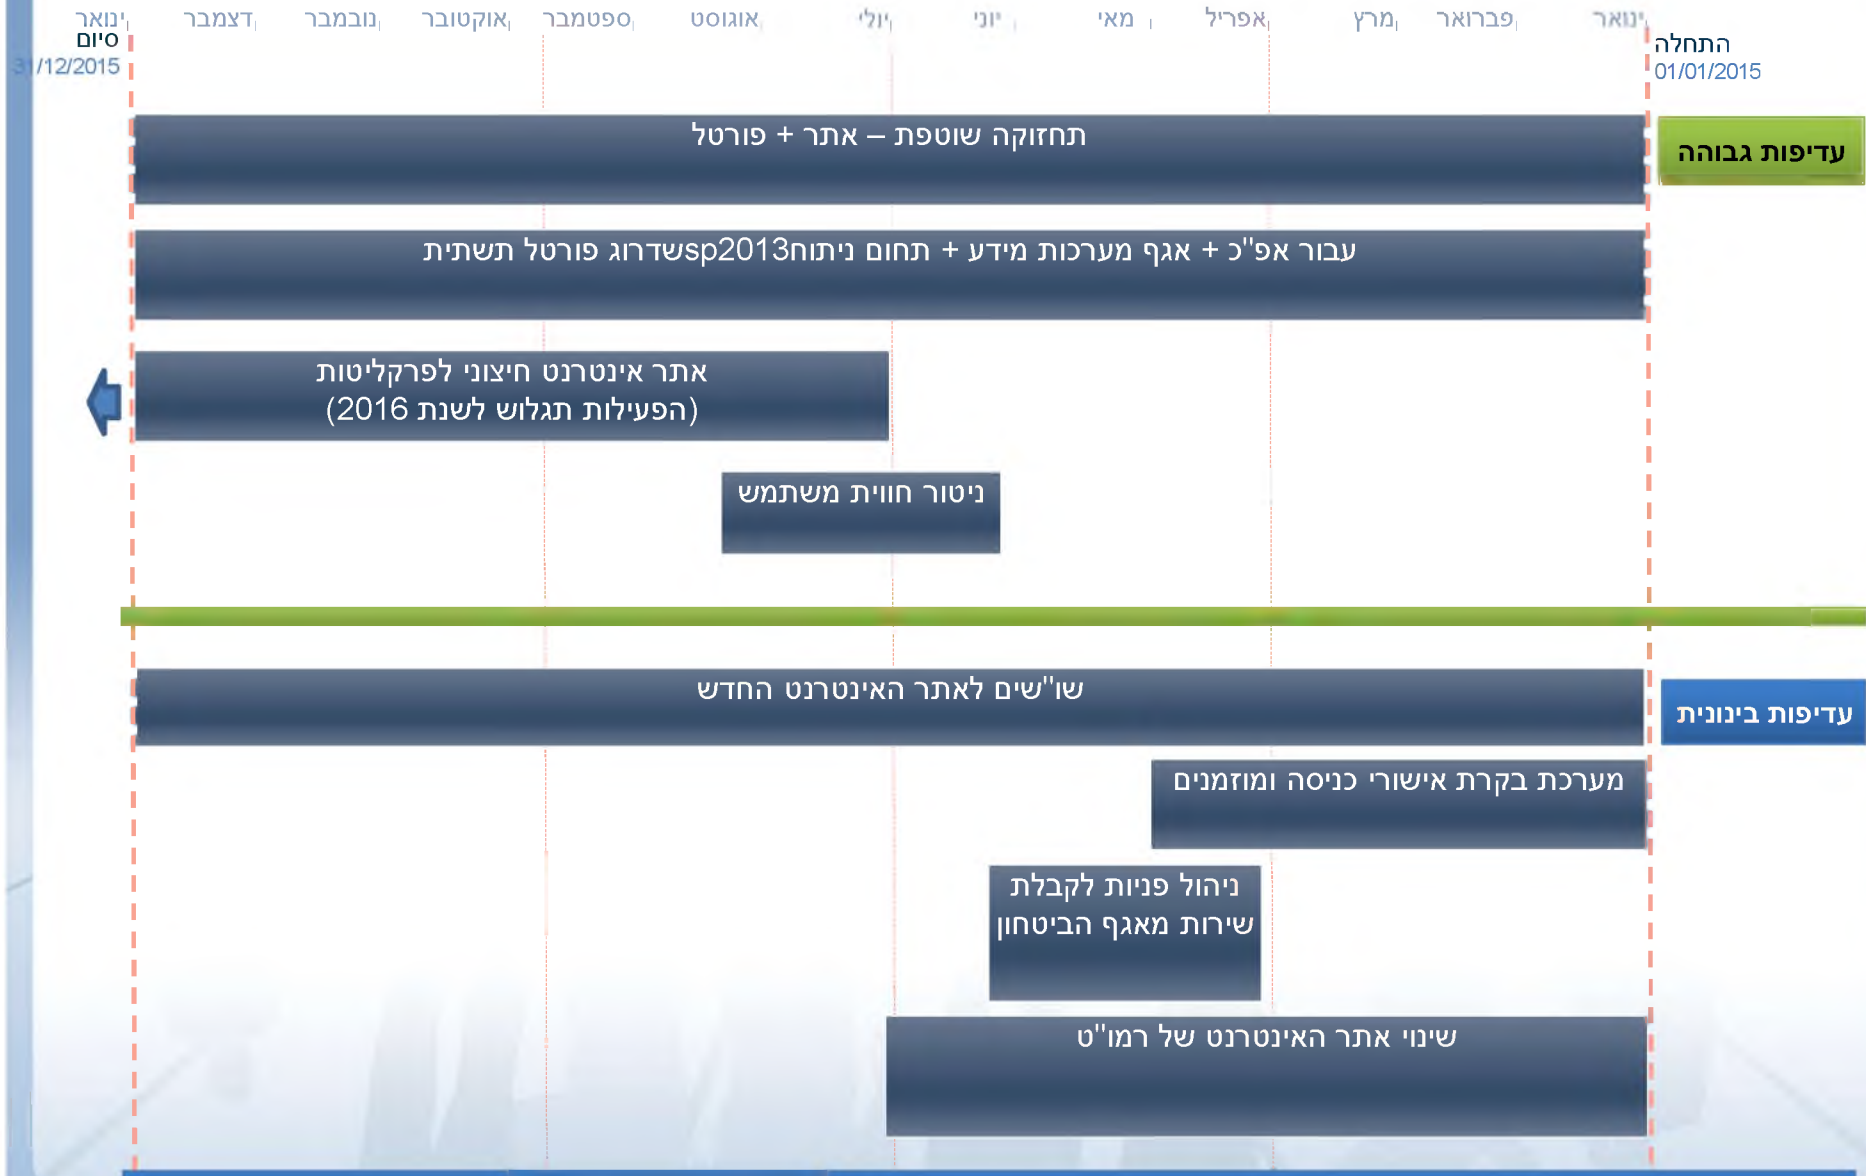 ינואר פברואר מרץ אפריל מאי יוני יולי אוגוסט ספטמבר אוקטובר נובמבר דצמבר ינואר
התחלה
01/01/2015
סיום
31/12/2015
עדיפות גבוהה
תחזוקה שוטפת – אתר + פורטל
עבור אפ"כ + אגף מערכות מידע + תחום ניתוחsp2013שדרוג פורטל תשתית
אתר אינטרנט חיצוני לפרקליטות
(הפעילות תגלוש לשנת 2016)
ניטור חווית משתמש
עדיפות בינונית
שו"שים לאתר האינטרנט החדש
מערכת בקרת אישורי כניסה ומוזמנים
ניהול פניות לקבלת
שירות מאגף הביטחון
שינוי אתר האינטרנט של רמו"ט